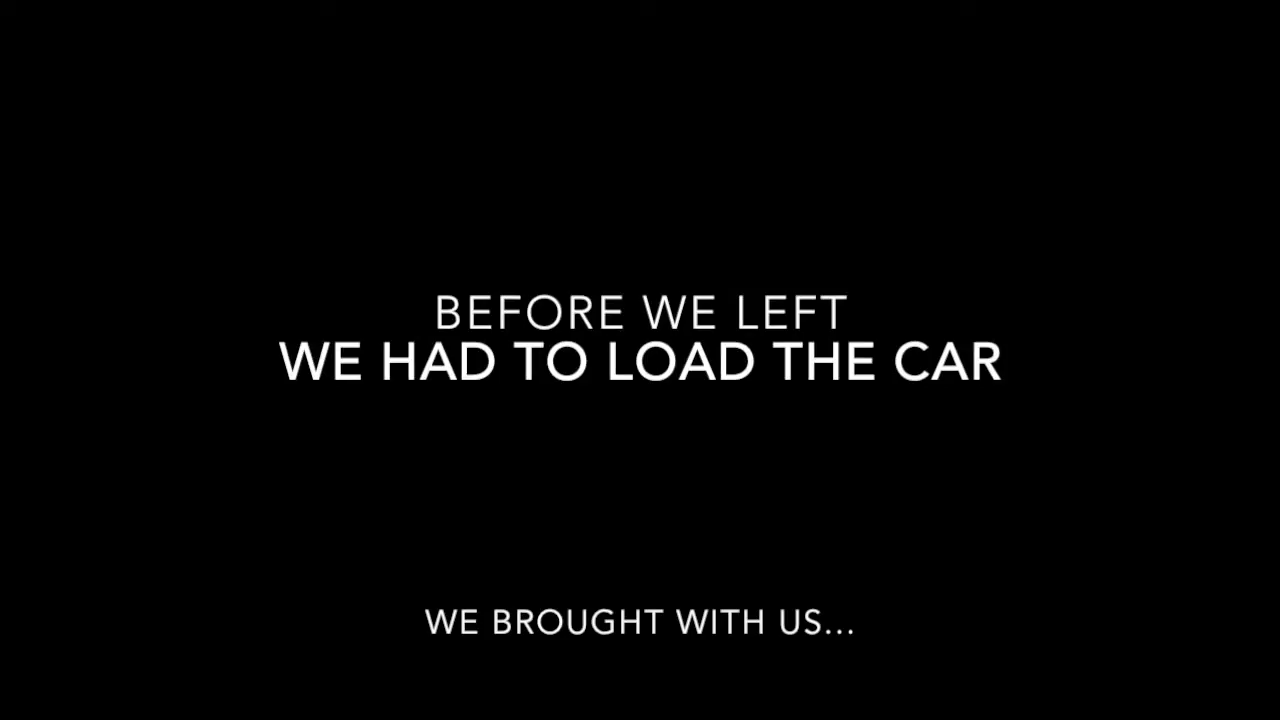 BEFORE WE LEFT
WE HAD TO LOAD THE CAR
WE BROUGHT WITH US...